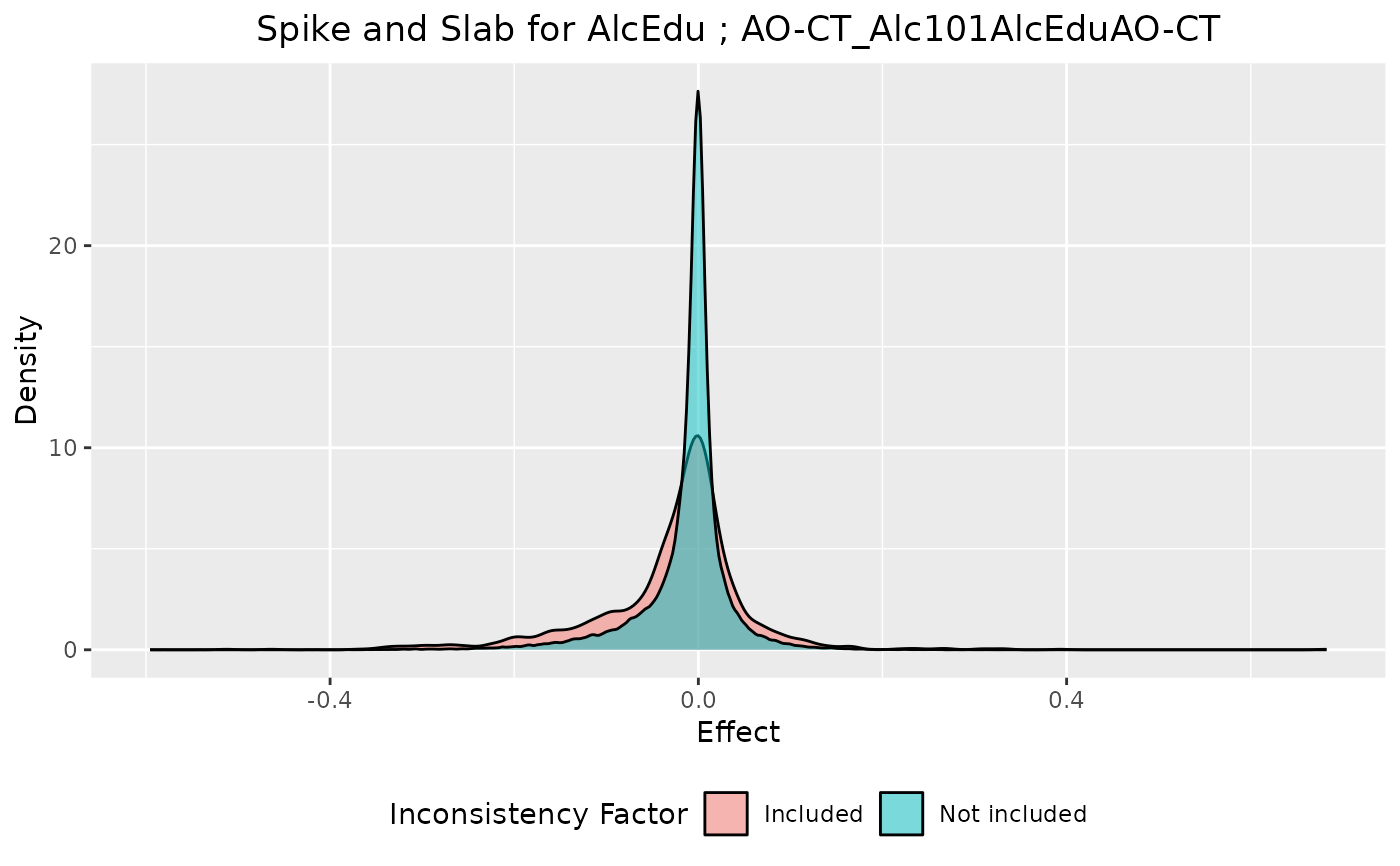 Spike and Slab for AlcEdu ; AO-CT_Alc101AlcEduAO-CT
Density
20
10
0
-0.4 0.0 0.4
Effect
Inconsistency Factor Included Not included